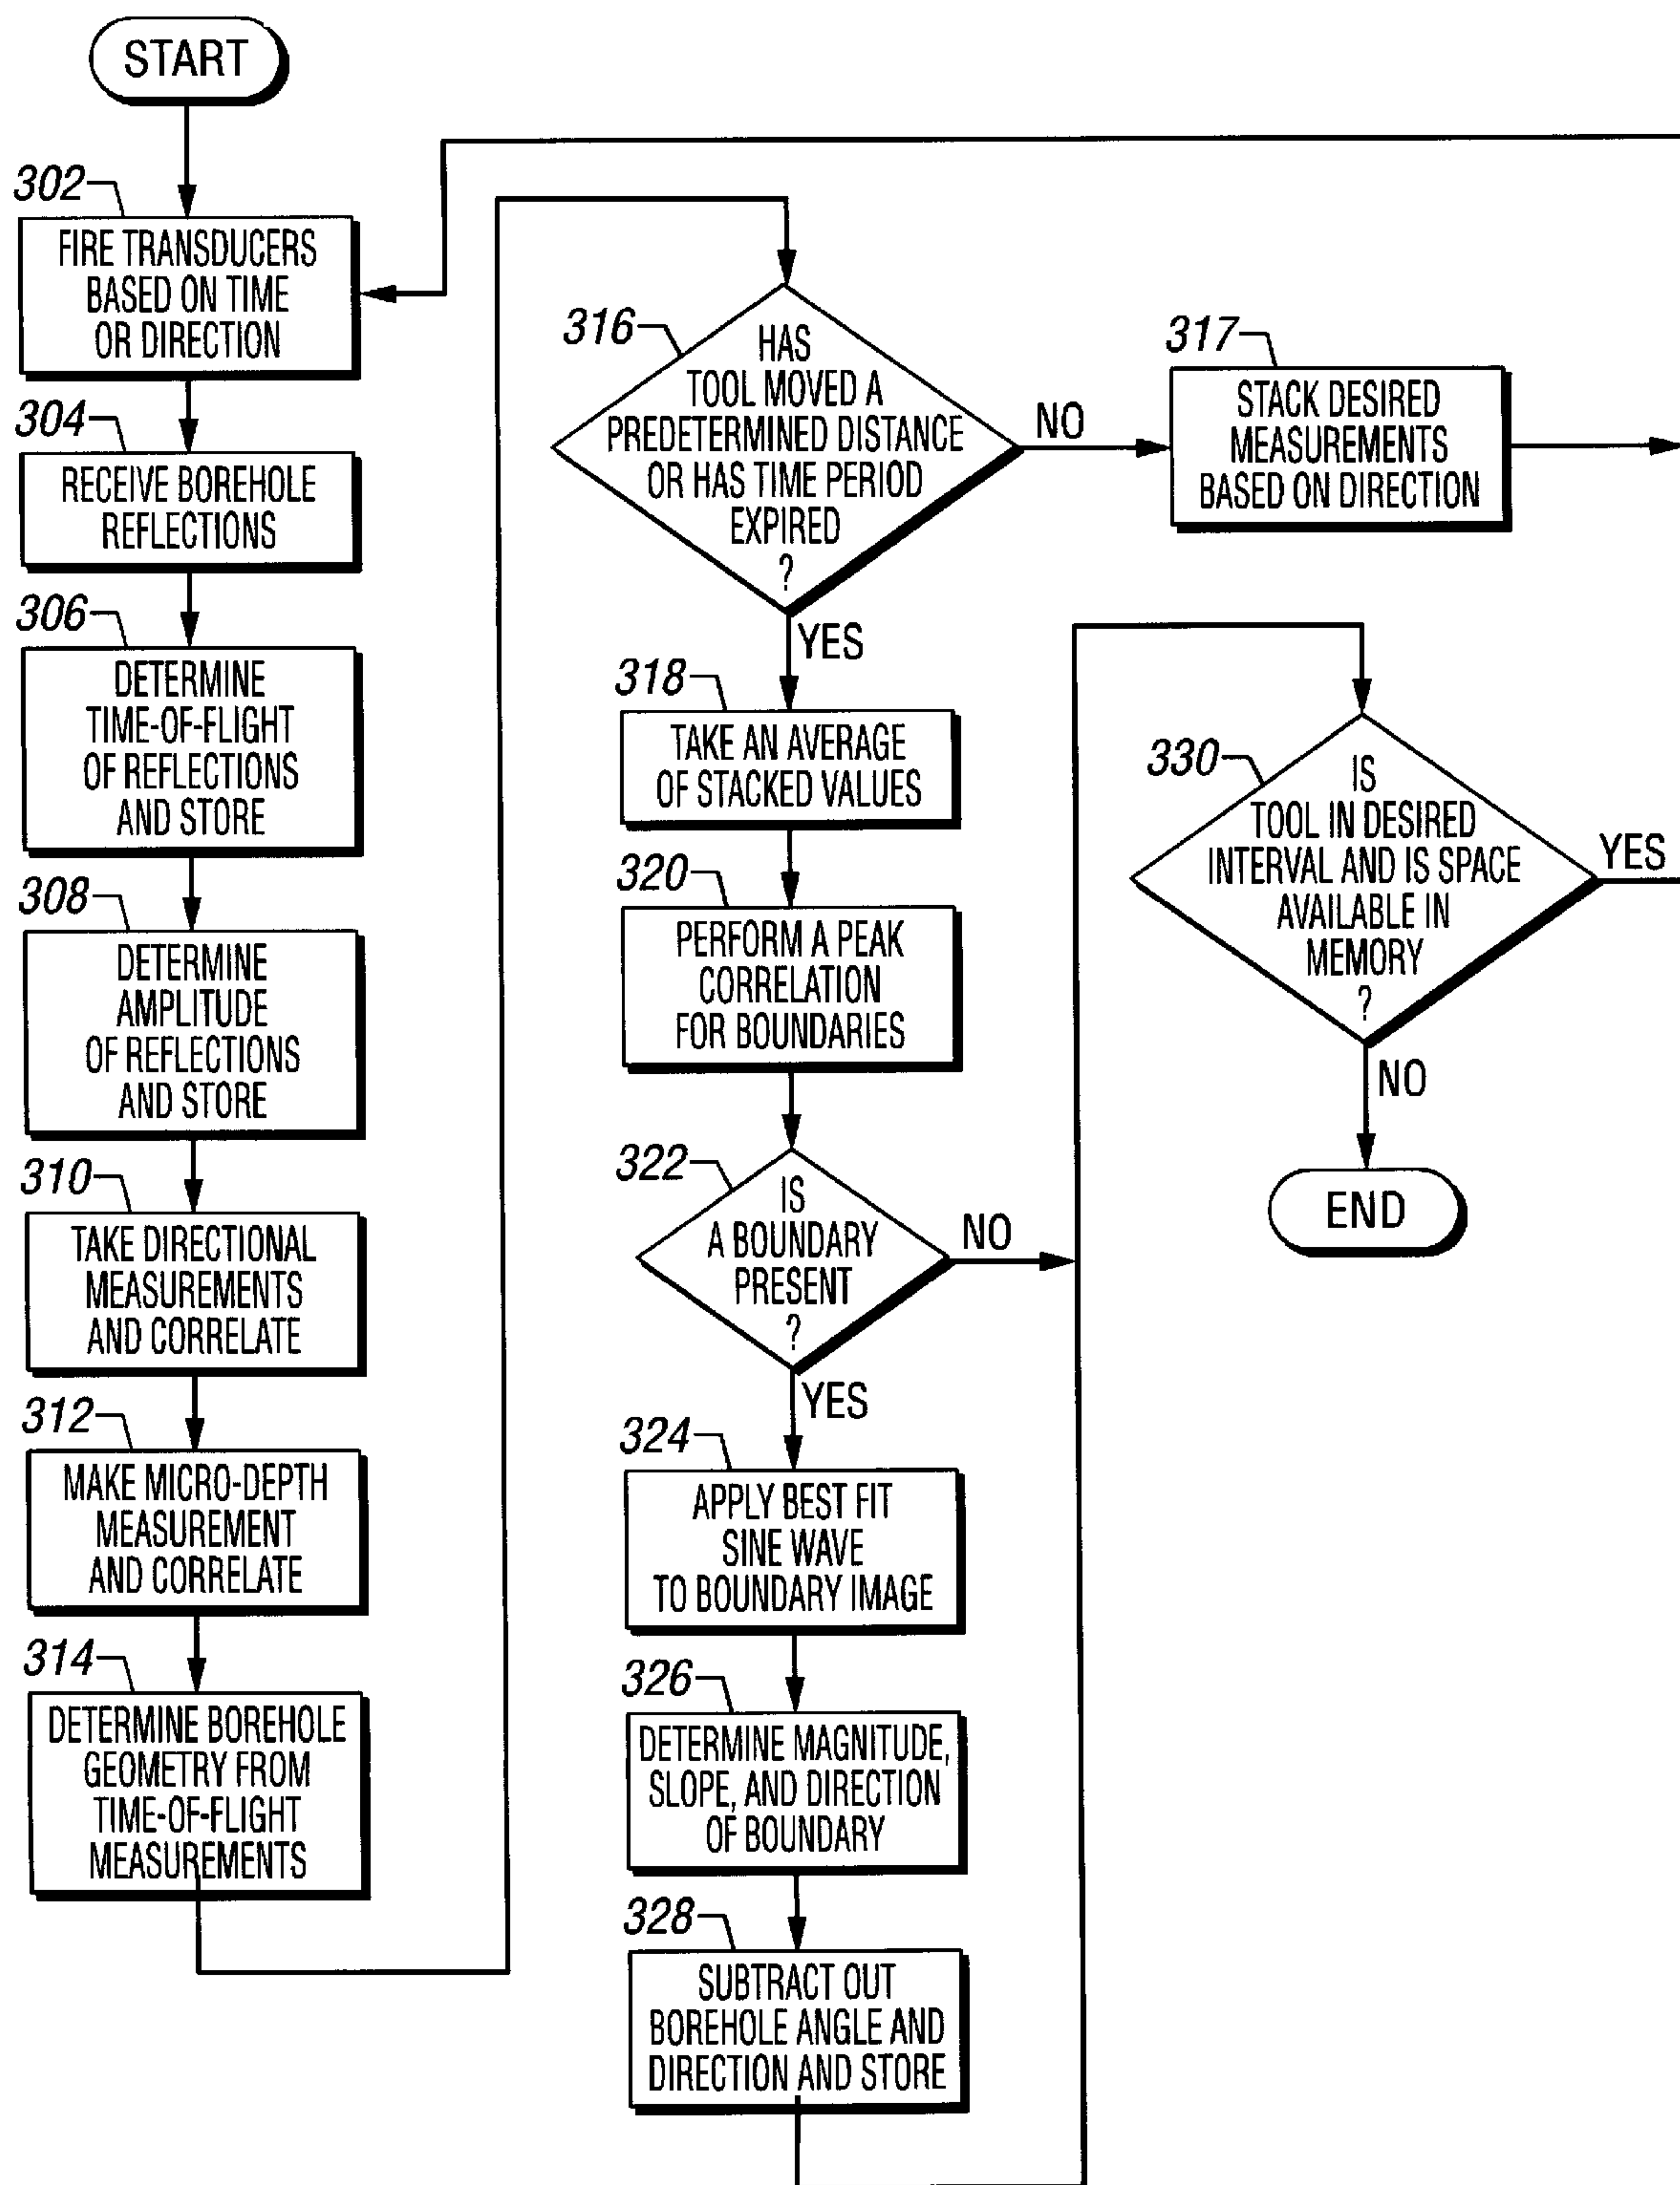 START
302
FIRE TRANSDUCERS
BASED ON TIME
OR DIRECTION
304
RECEIVE BOREHOLE
REFLECTIONS
306
DETERMINE
TIME-OF-FLIGHT
OF REFLECTIONS
AND STORE
308
DETERMINE
AMPLITUDE
OF REFLECTIONS
AND STORE
310
TAKE DIRECTIONAL
MEASUREMENTS
AND CORRELATE
312
MAKE MICRO-DEPTH
MEASUREMENT
AND CORRELATE
314
DETERMINE BOREHOLE
GEOMETRY FROM
TIME-OF-FLIGHT
MEASUREMENTS
316
HAS
TOOL MOVED A
PREDETERMINED DISTANCE
OR HAS TIME PERIOD
EXPIRED
?
NO
317
STACK DESIRED
MEASUREMENTS
BASED ON DIRECTION
YES
318
TAKE AN AVERAGE
OF STACKED VALUES
320
PERFORM A PEAK
CORRELATION
FOR BOUNDARIES
322
IS
A BOUNDARY
PRESENT
?
NO
YES
324
APPLY BEST FIT
SINE WAVE
TO BOUNDARY IMAGE
326
DETERMINE MAGNITUDE,
SLOPE, AND DIRECTION
OF BOUNDARY
328
SUBTRACT OUT
BOREHOLE ANGLE AND
DIRECTION AND STORE
330
IS
TOOL IN DESIRED
INTERVAL AND IS SPACE
AVAILABLE IN
MEMORY
?
YES
NO
END